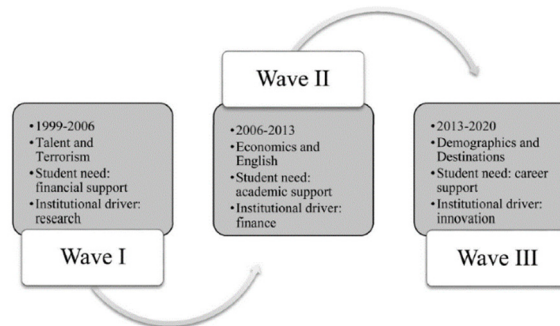 Wave I
•1999-2006
•Talent and
Terrorism
•Student need:
financial support
•Institutional driver:
research
Wave II
•2006-2013
•Economics and
English
•Student need:
academic support
•Institutional driver:
finance
Wave III
•2013-2020
•Demographics and
Destinations
•Student need: career
support
•Institutional driver:
innovation